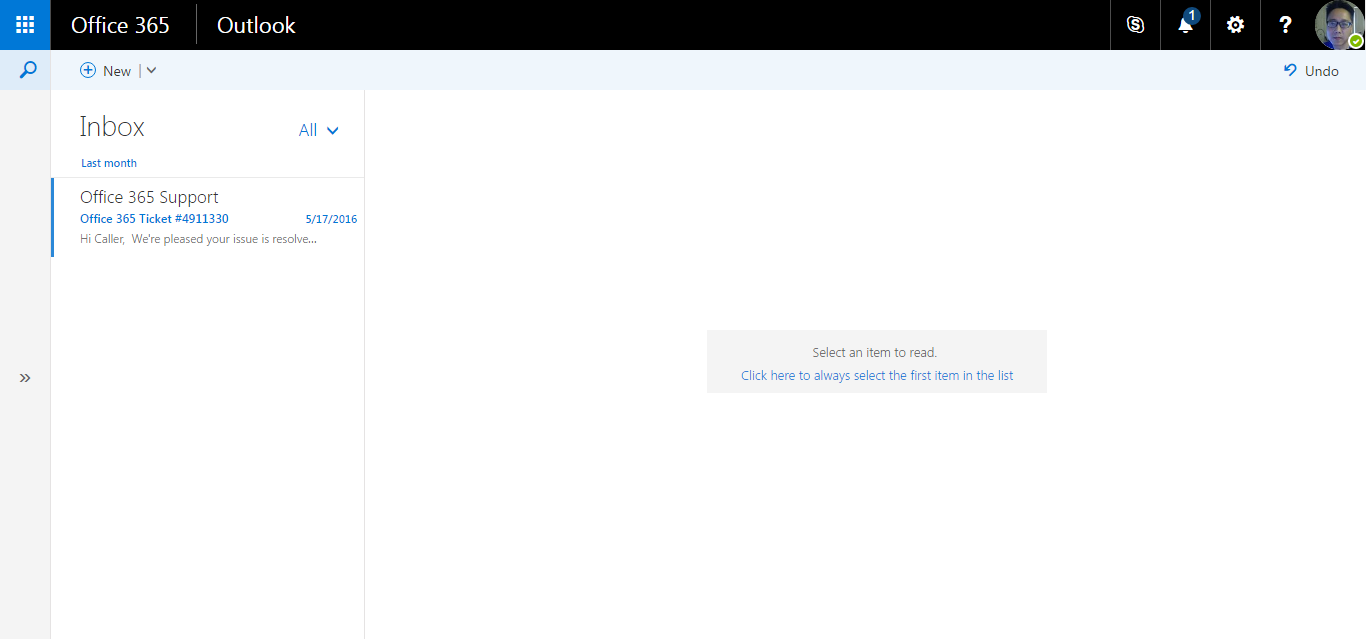 Office 365
Outlook
1
?
New
Undo
Inbox
All
Last month
Office 365 Support
Office 365 Ticket #4911330
5/17/2016
Hi Caller,  We're pleased your issue is resolve...
Select an item to read.
Click here to always select the first item in the list